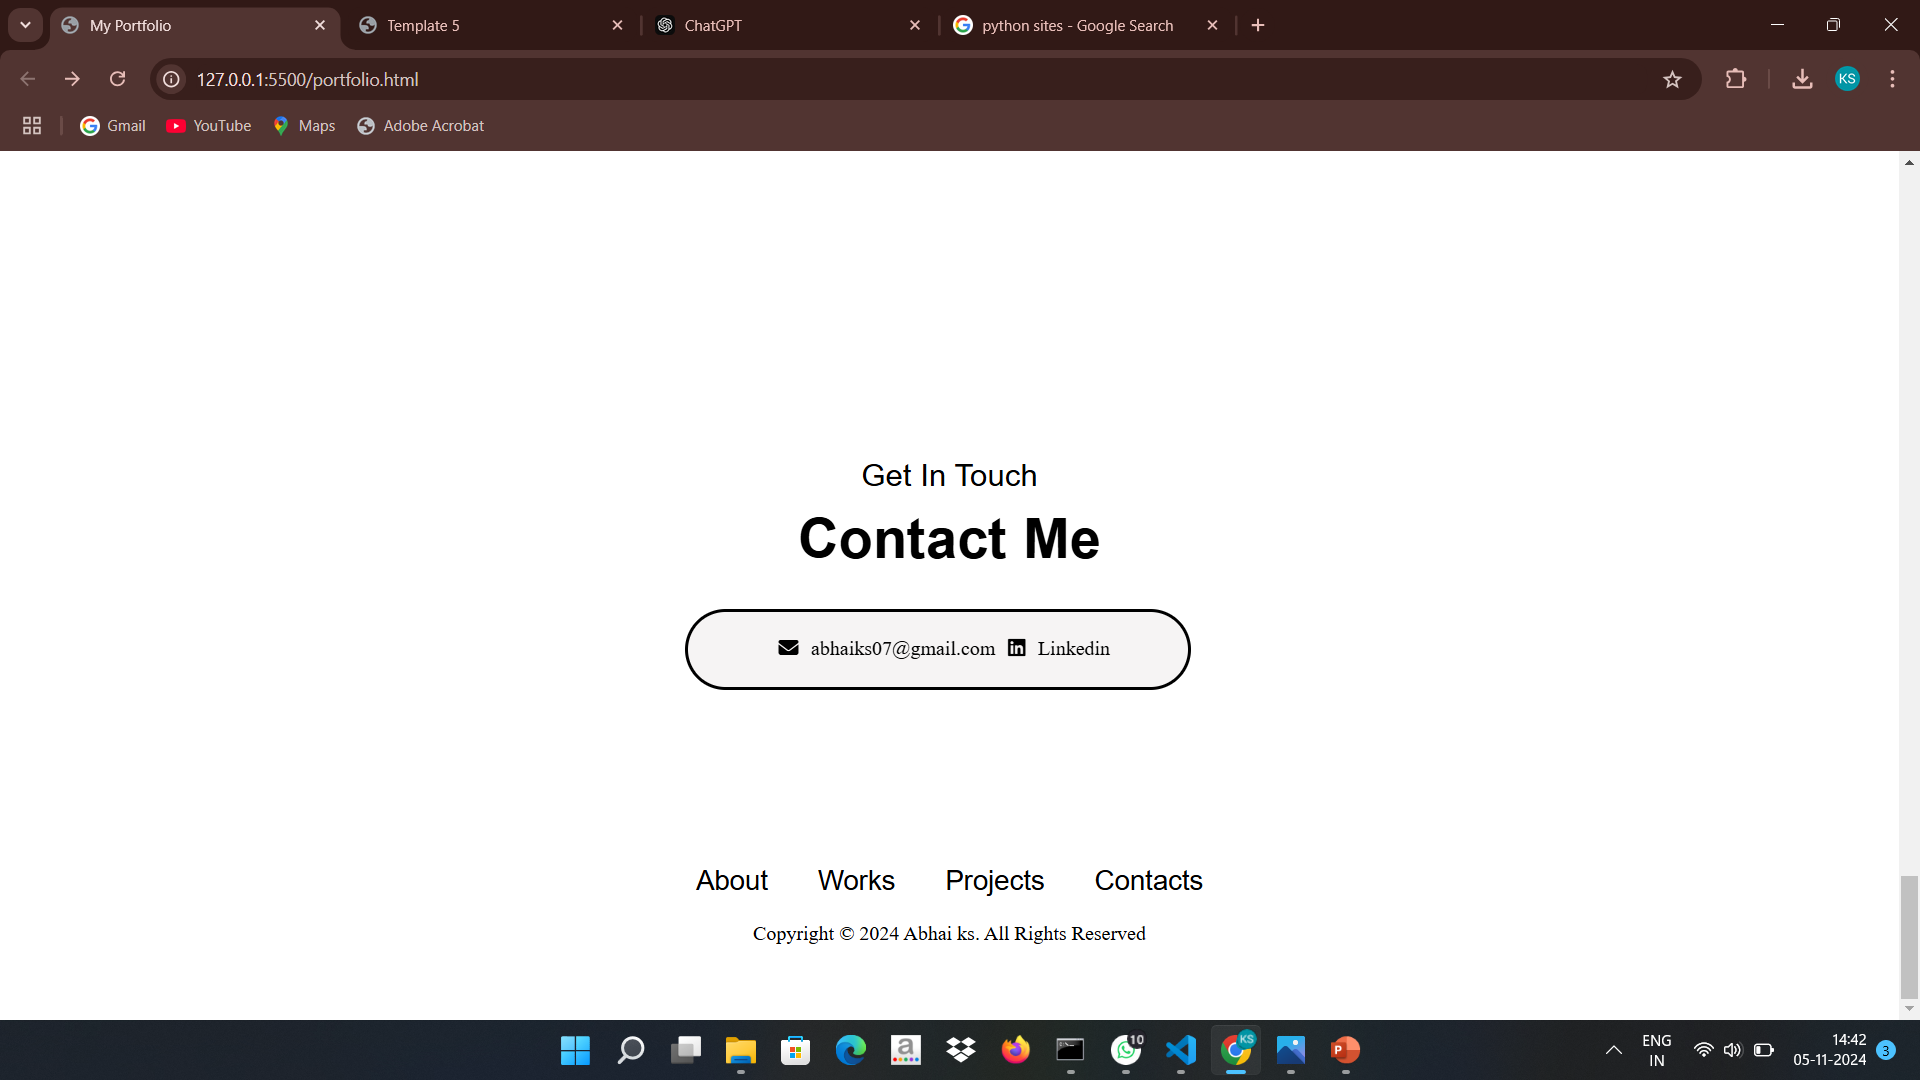 My Portfolio
Template 5
ChatGPT
python sites - Google Search
127.0.0.1:5500/portfolio.html
KS
Gmail
YouTube
Maps
Adobe Acrobat
Get In Touch
Contact Me
abhaiks07@gmail.com Linkedin
About Works Projects Contacts
Copyright © 2024 Abhai ks. All Rights Reserved
10
KS
ENG
IN
14:42
05-11-2024
3